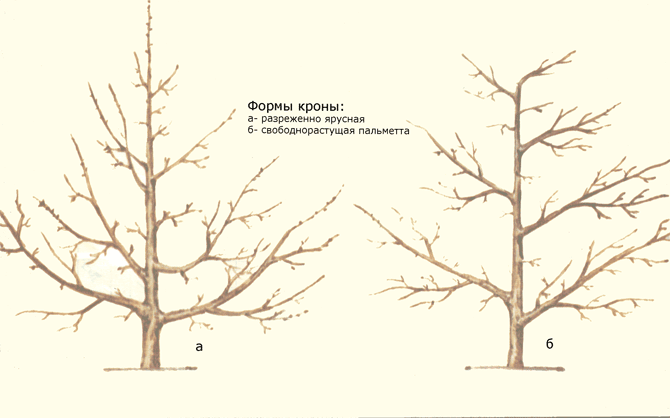 Формы кроны:
а- разреженно ярусная
б- свободнорастущая пальметта
а
б